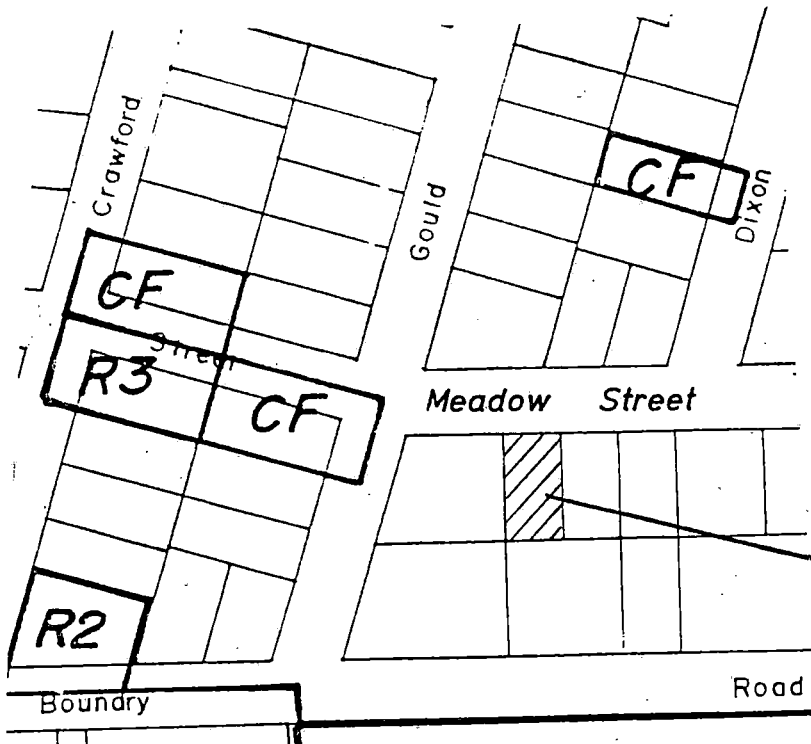 Crawford
Gould
Dixon
CF
CF
Street
R3
CF
Meadow Street
R2
Boundry
Road